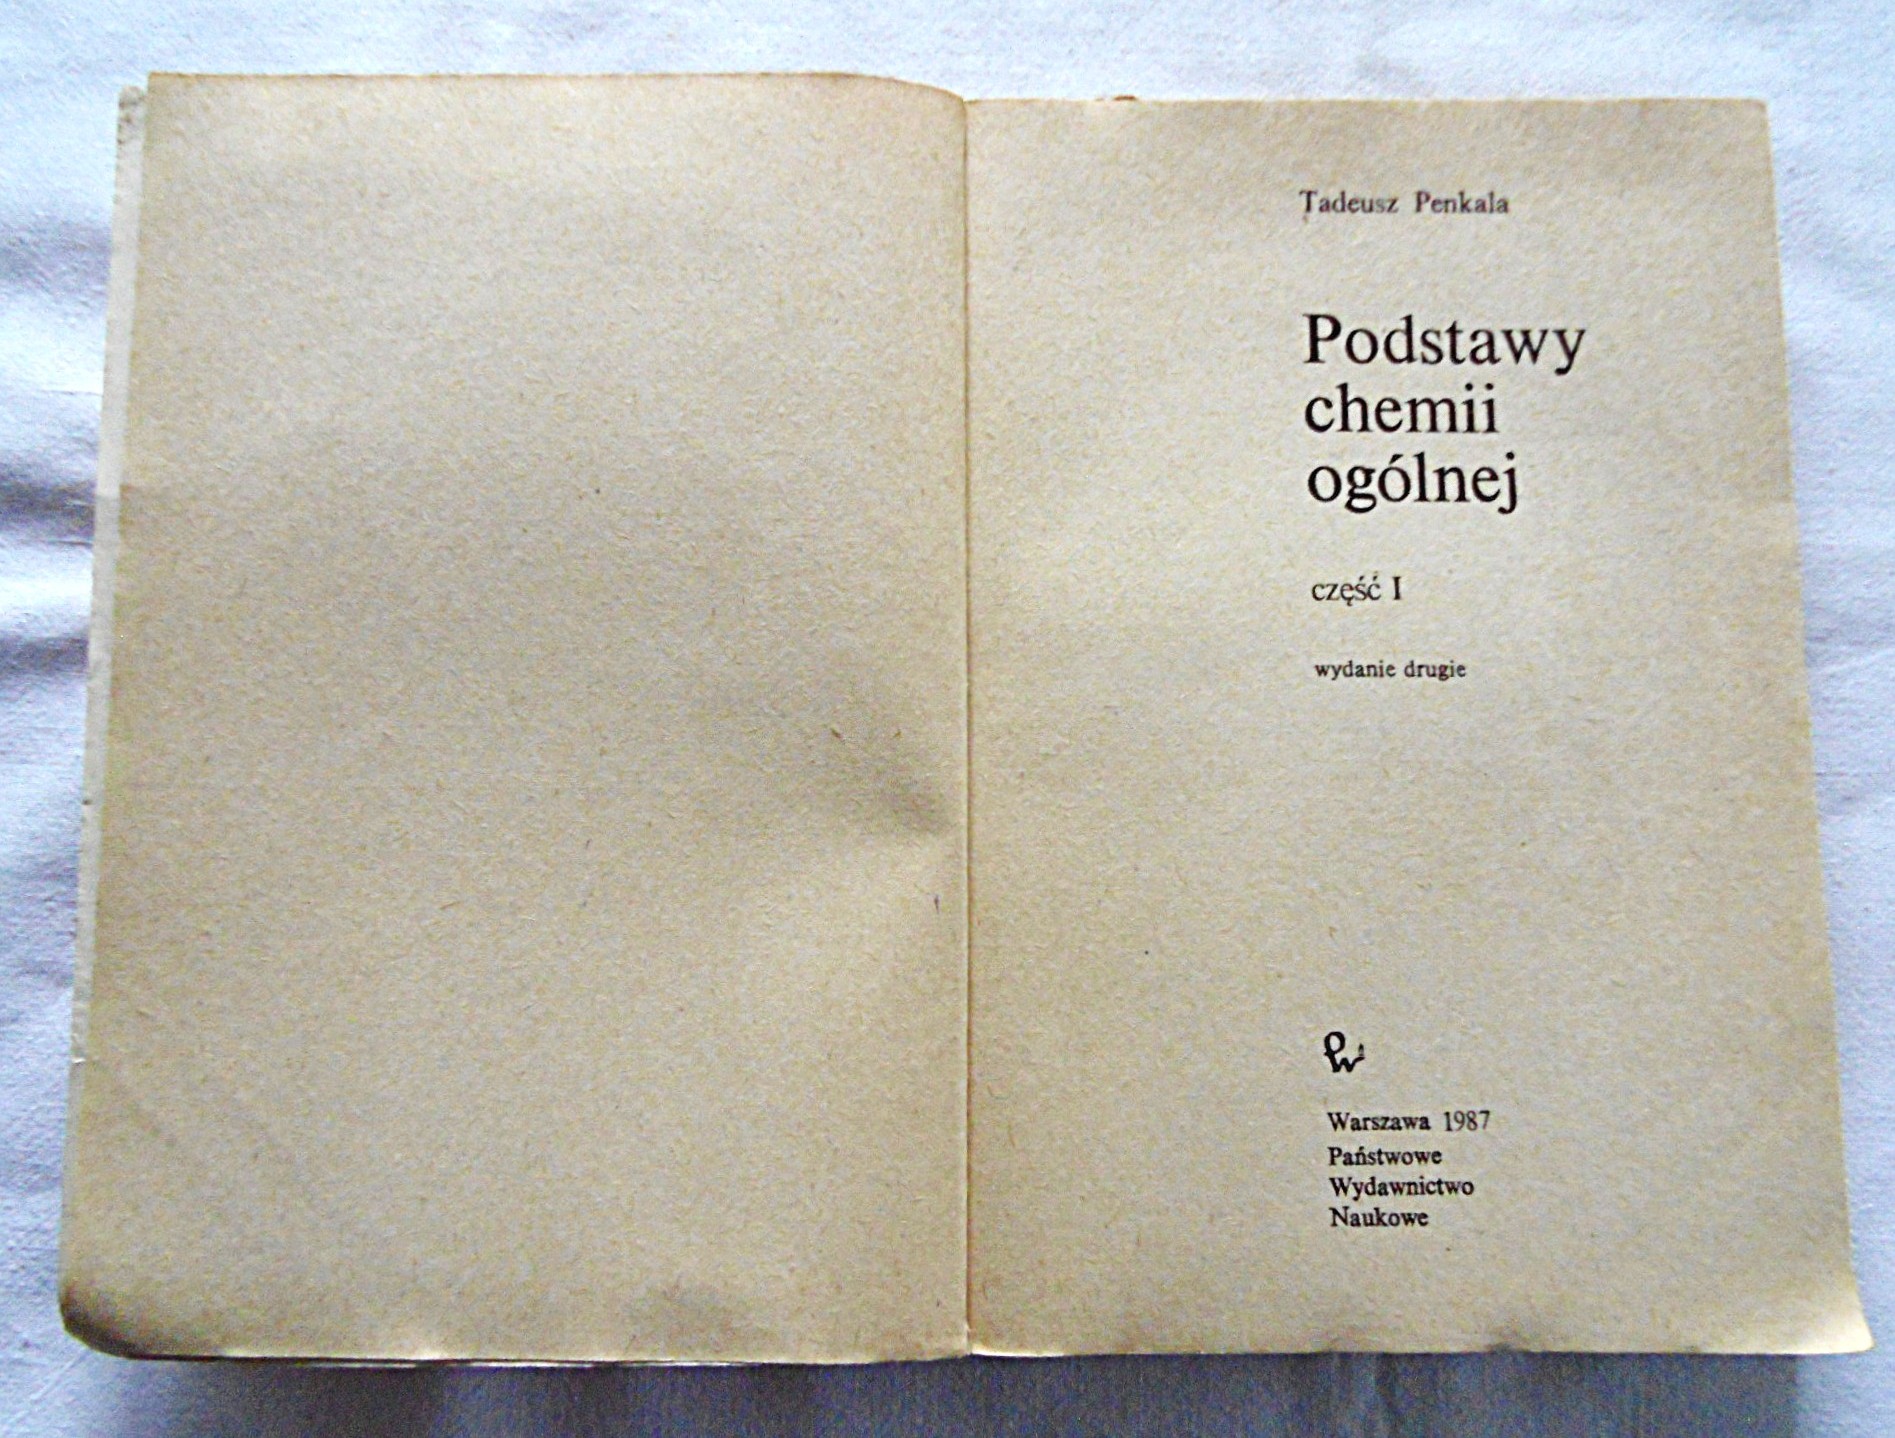 Tadeusz Penkala
Podstawy
chemii
ogólnej
część I
wydanie drugie
Warszawa 1987
Państwowe
Wydawnictwo
Naukowe